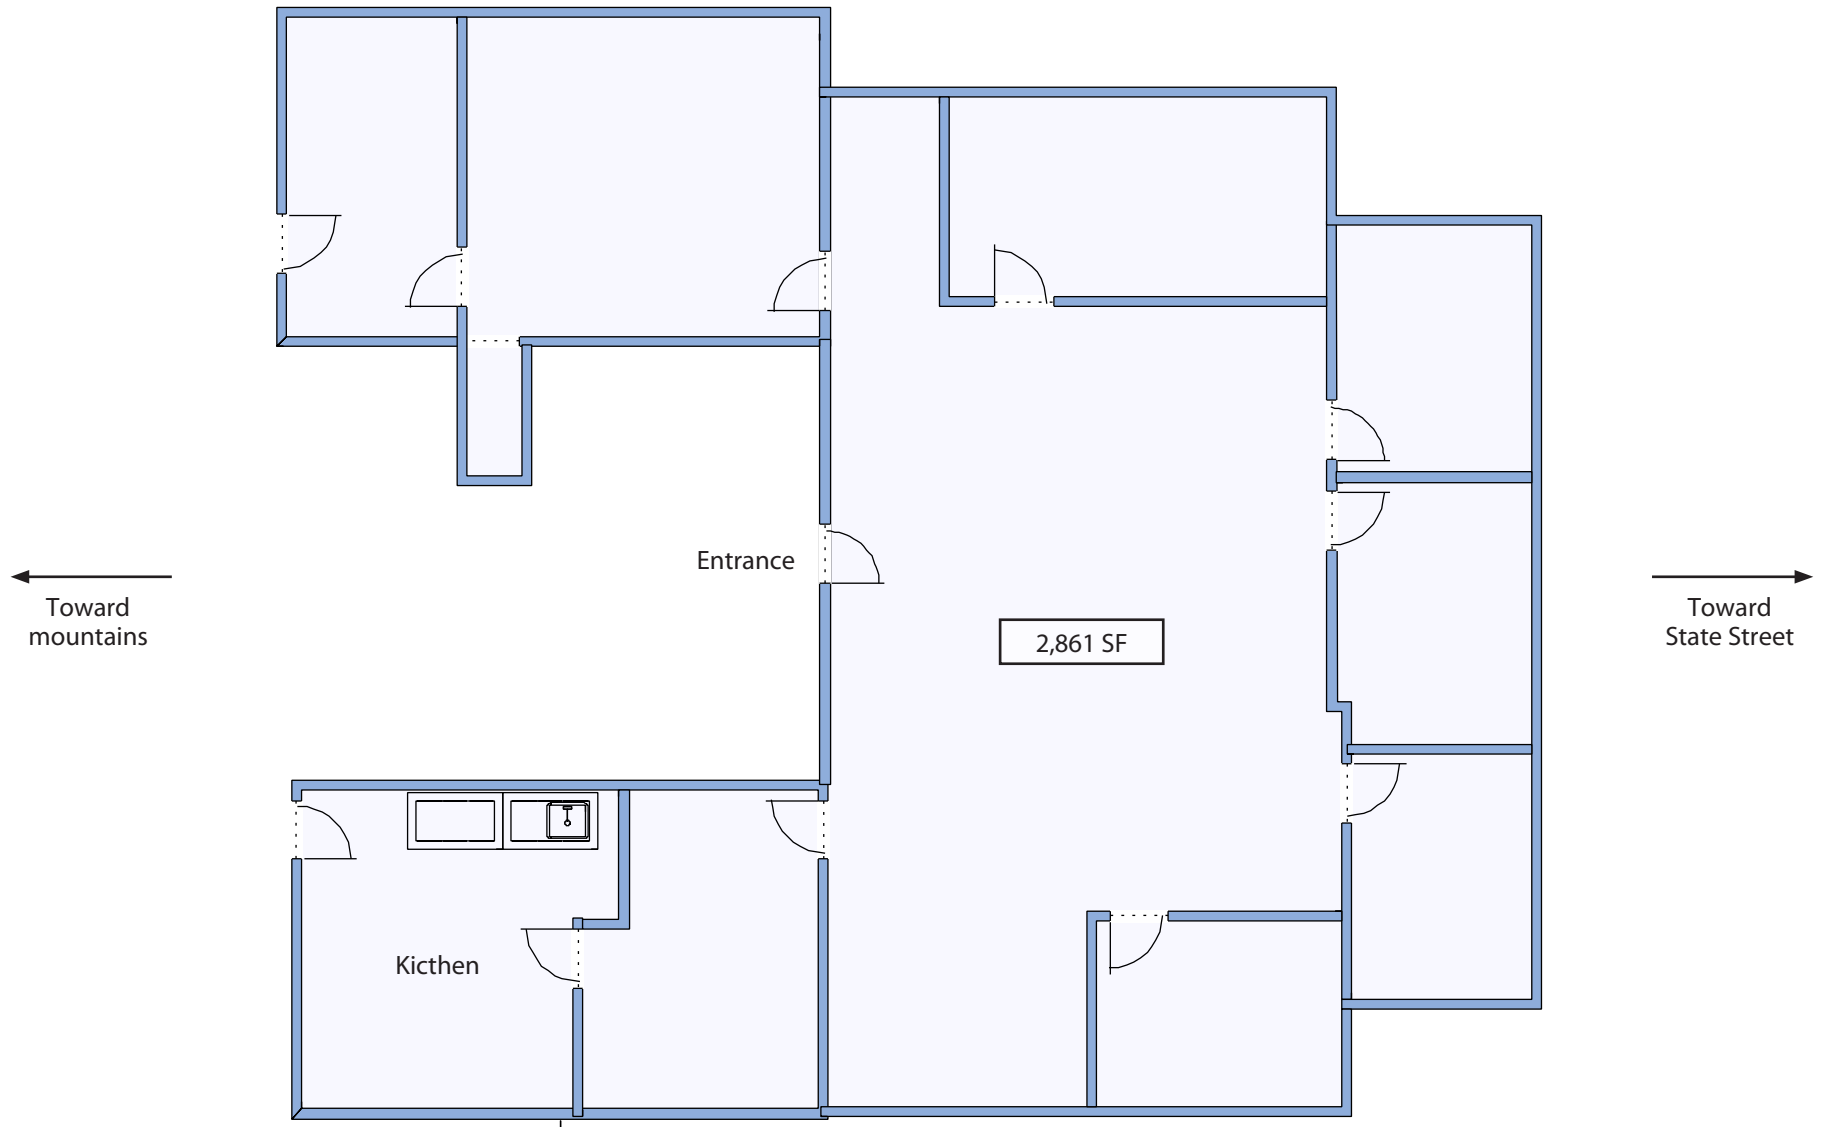 Entrance
Toward
mountains
2,861 SF
Toward
State Street
Kicthen